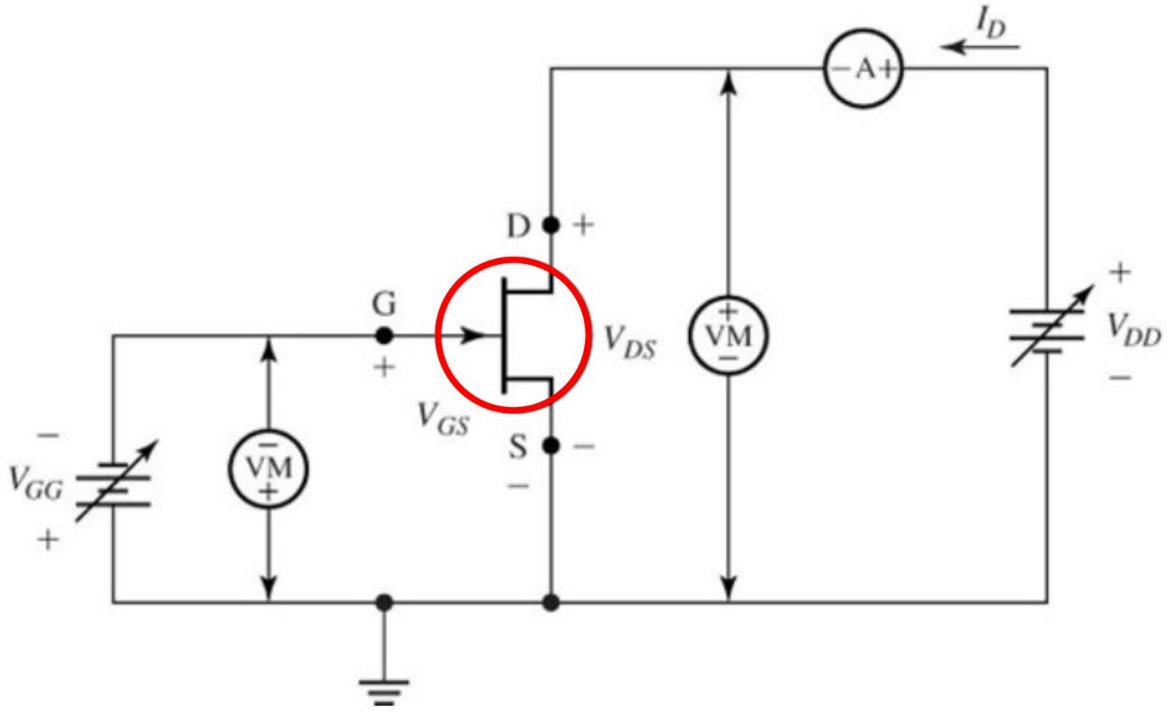 I_D
− A +
D +
G
+
V_DS
+
VM
−
+
V_DD
−
V_GS
S −
−
−
V_GG
+
−
VM
+